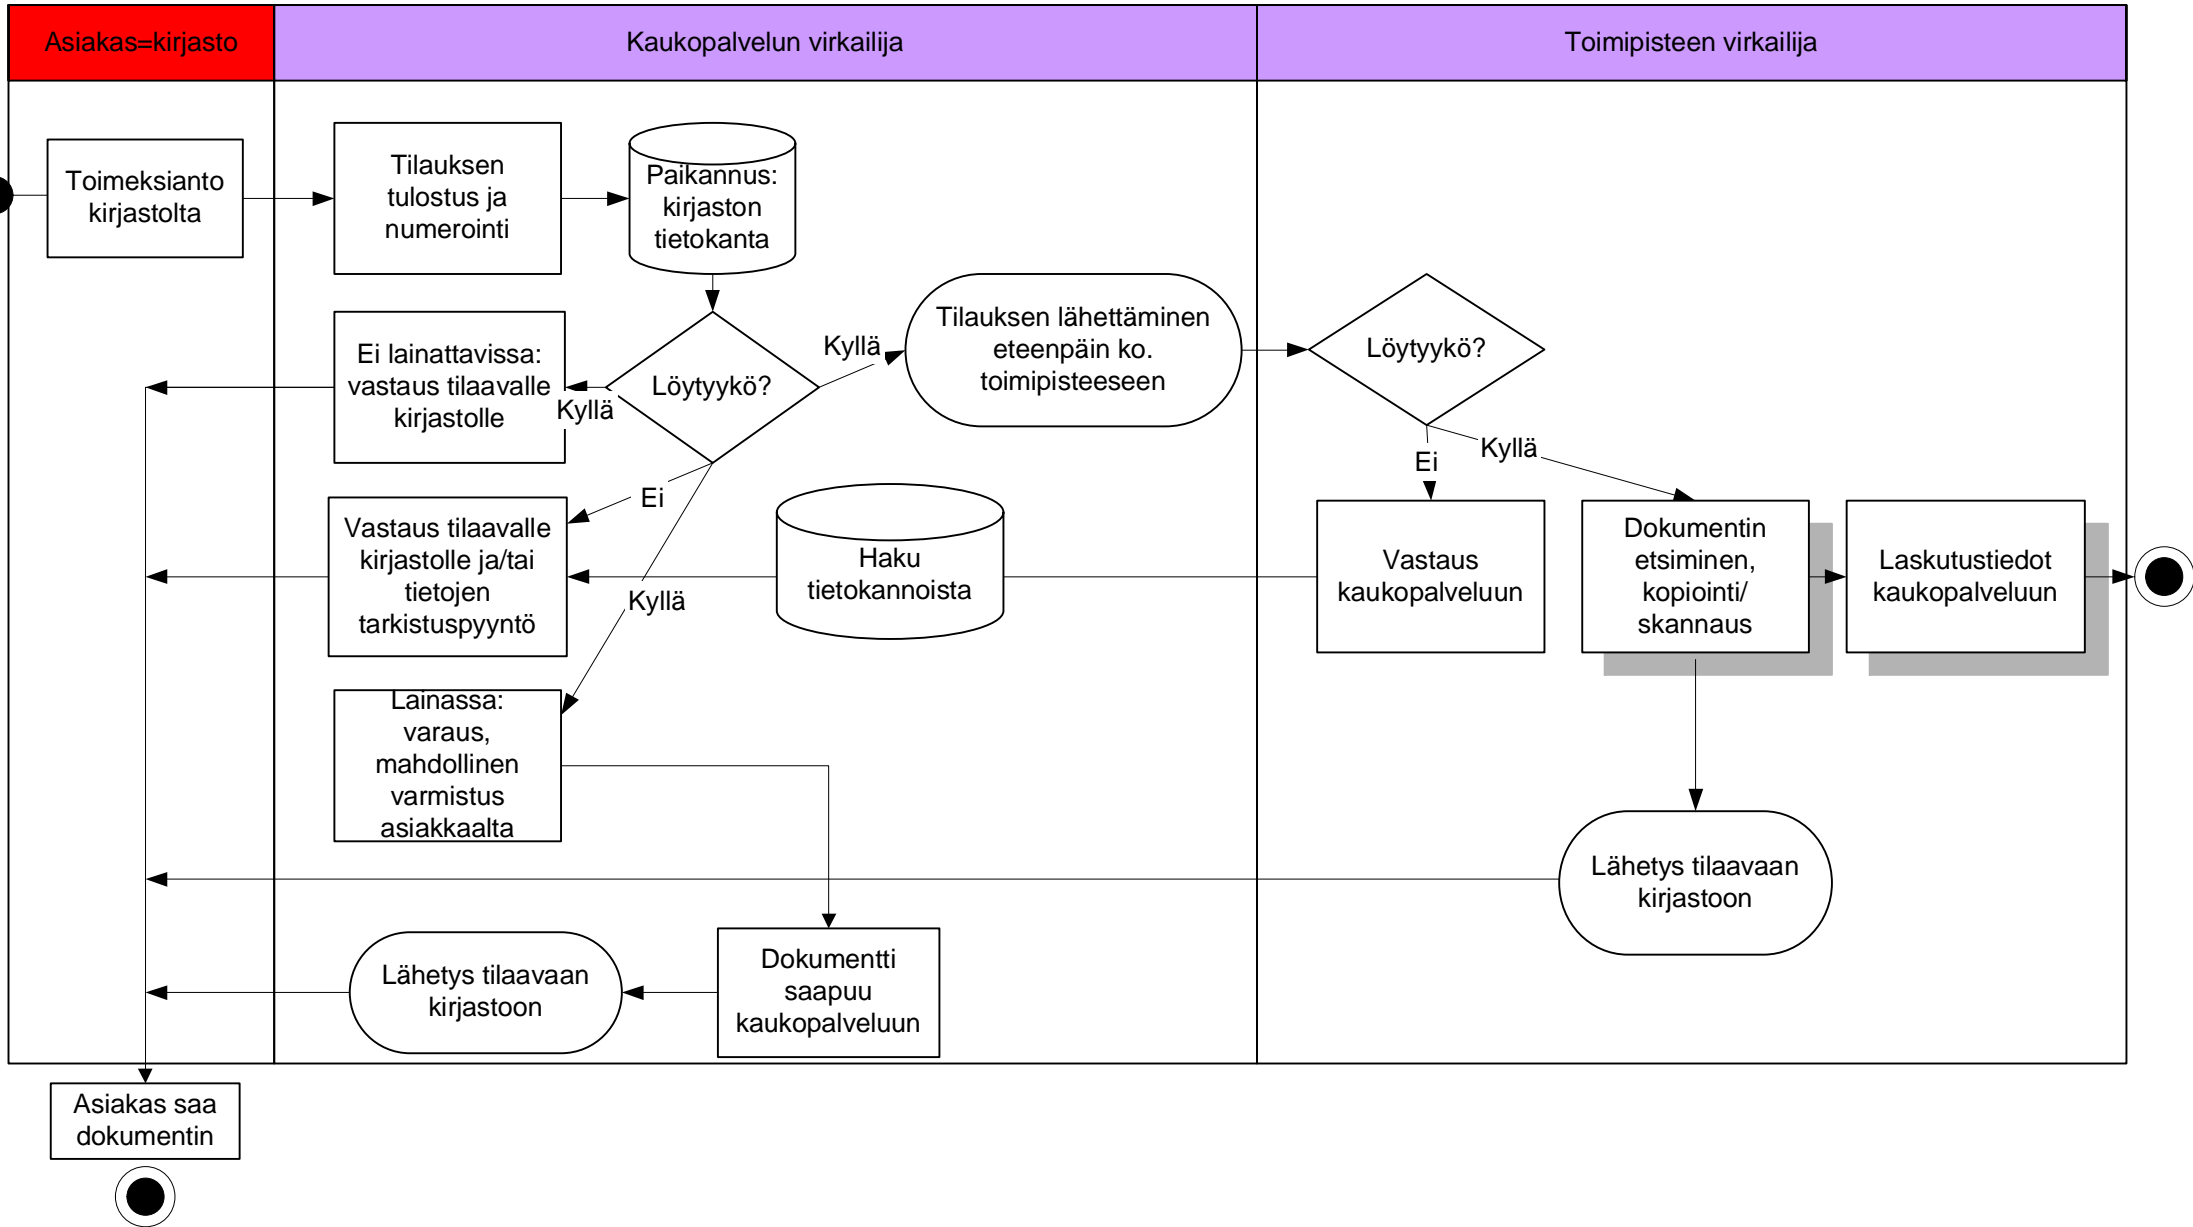 Asiakas=kirjasto
Kaukopalvelun virkailija
Toimipisteen virkailija
Toimeksianto
kirjastolta
Tilauksen
tulostus ja
numerointi
Paikannus:
kirjaston
tietokanta
Ei lainattavissa:
vastaus tilaavalle
kirjastolle
Kyllä
Löytyykö?
Kyllä
Tilauksen lähettäminen
eteenpäin ko.
toimipisteeseen
Löytyykö?
Ei
Kyllä
Ei
Kyllä
Vastaus tilaavalle
kirjastolle ja/tai
tietojen
tarkistuspyyntö
Haku
tietokannoista
Vastaus
kaukopalveluun
Dokumentin
etsiminen,
kopiointi/
skannaus
Laskutustiedot
kaukopalveluun
Lainassa:
varaus,
mahdollinen
varmistus
asiakkaalta
Lähetys tilaavaan
kirjastoon
Lähetys tilaavaan
kirjastoon
Dokumentti
saapuu
kaukopalveluun
Asiakas saa
dokumentin